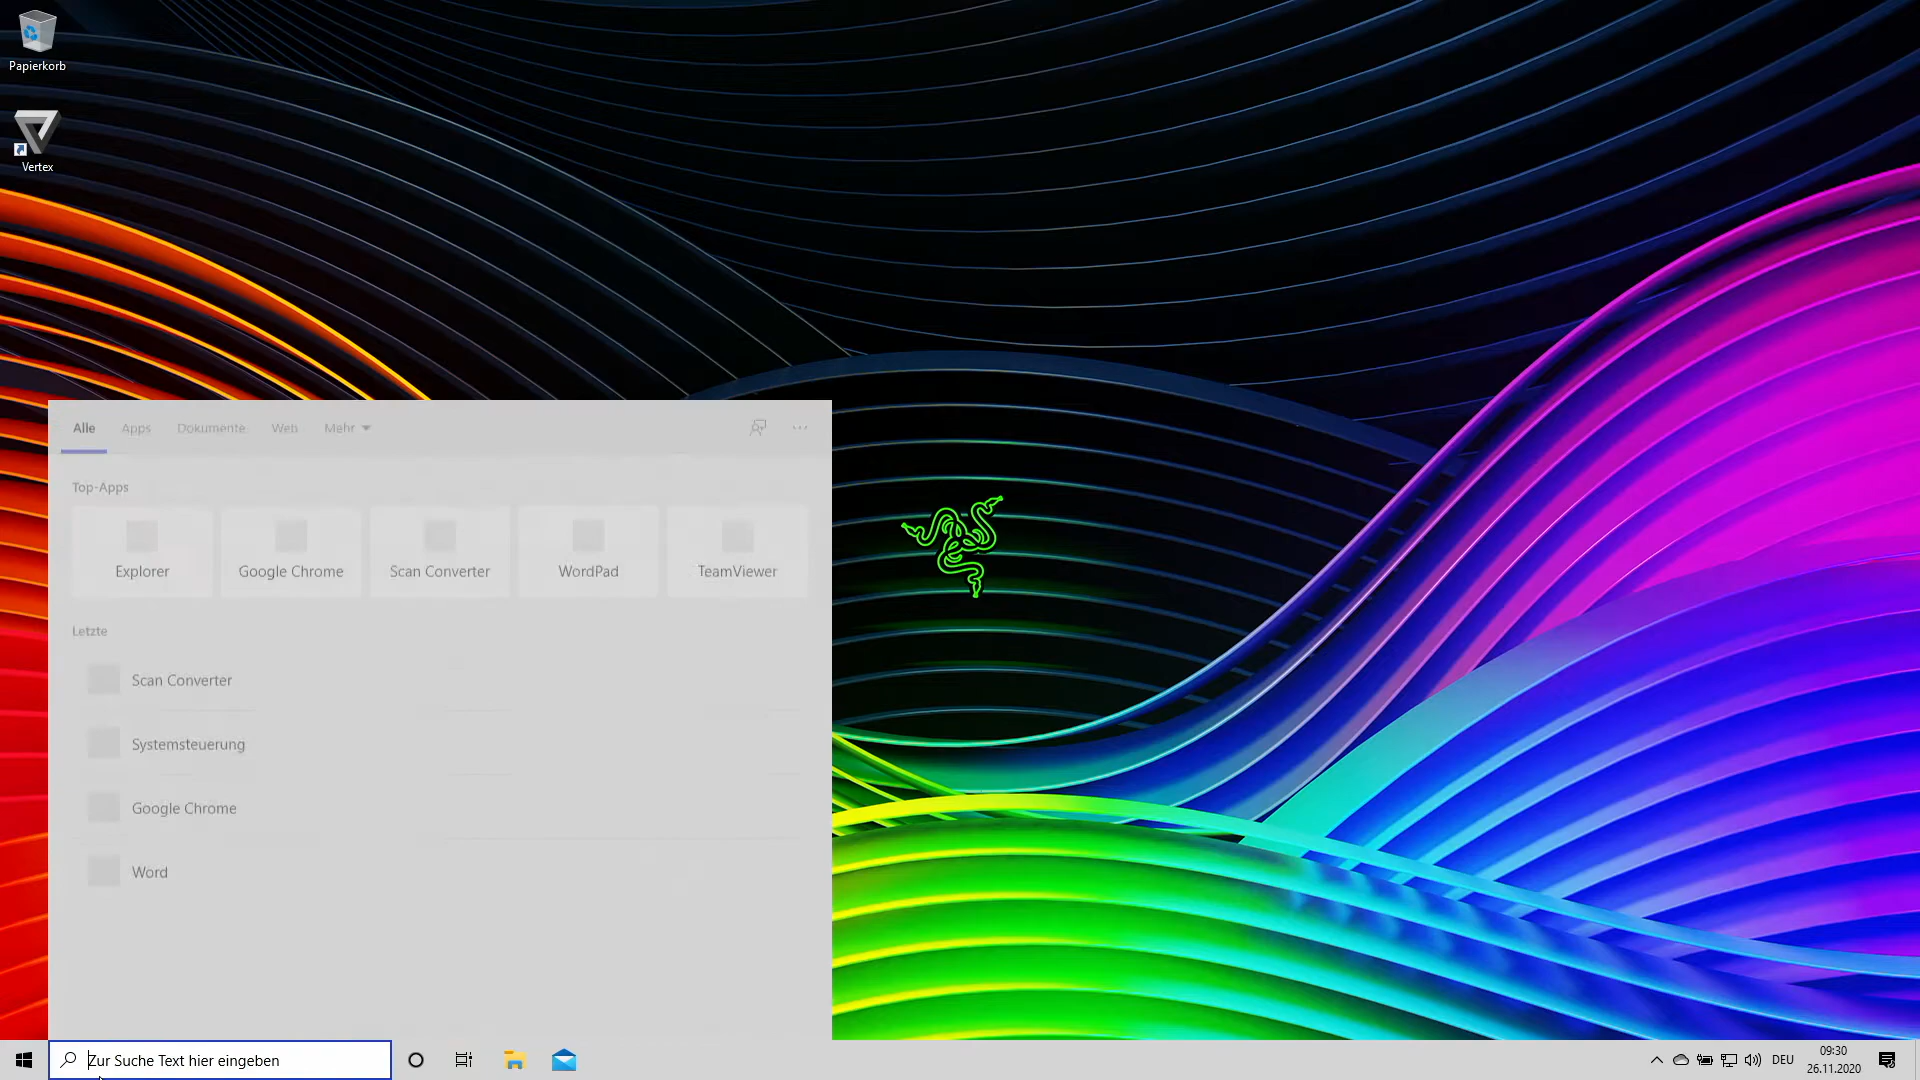 Papierkorb
Vertex
Alle Apps Dokumente Web Mehr
Top-Apps
Explorer Google Chrome Scan Converter WordPad TeamViewer
Letzte
Scan Converter
Systemsteuerung
Google Chrome
Word
Zur Suche Text hier eingeben
DEU
09:30
26.11.2020